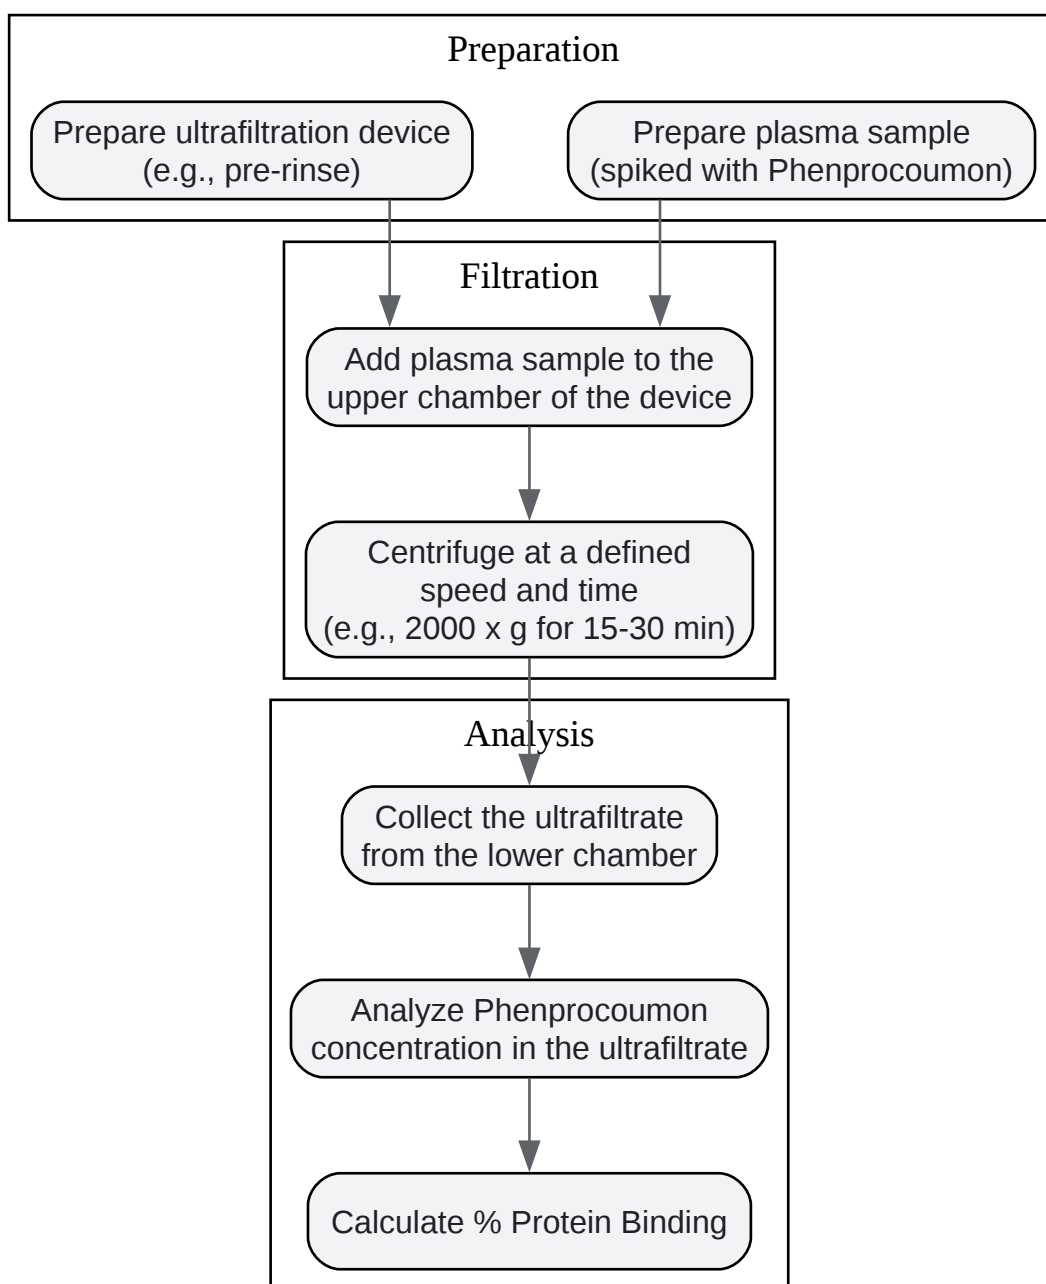 Preparation
Prepare ultrafiltration device
(e.g., pre-rinse)
Prepare plasma sample
(spiked with Phenprocoumon)
Filtration
Add plasma sample to the
upper chamber of the device
Centrifuge at a defined
speed and time
(e.g., 2000 x g for 15-30 min)
Analysis
Collect the ultrafiltrate
from the lower chamber
Analyze Phenprocoumon
concentration in the ultrafiltrate
Calculate % Protein Binding